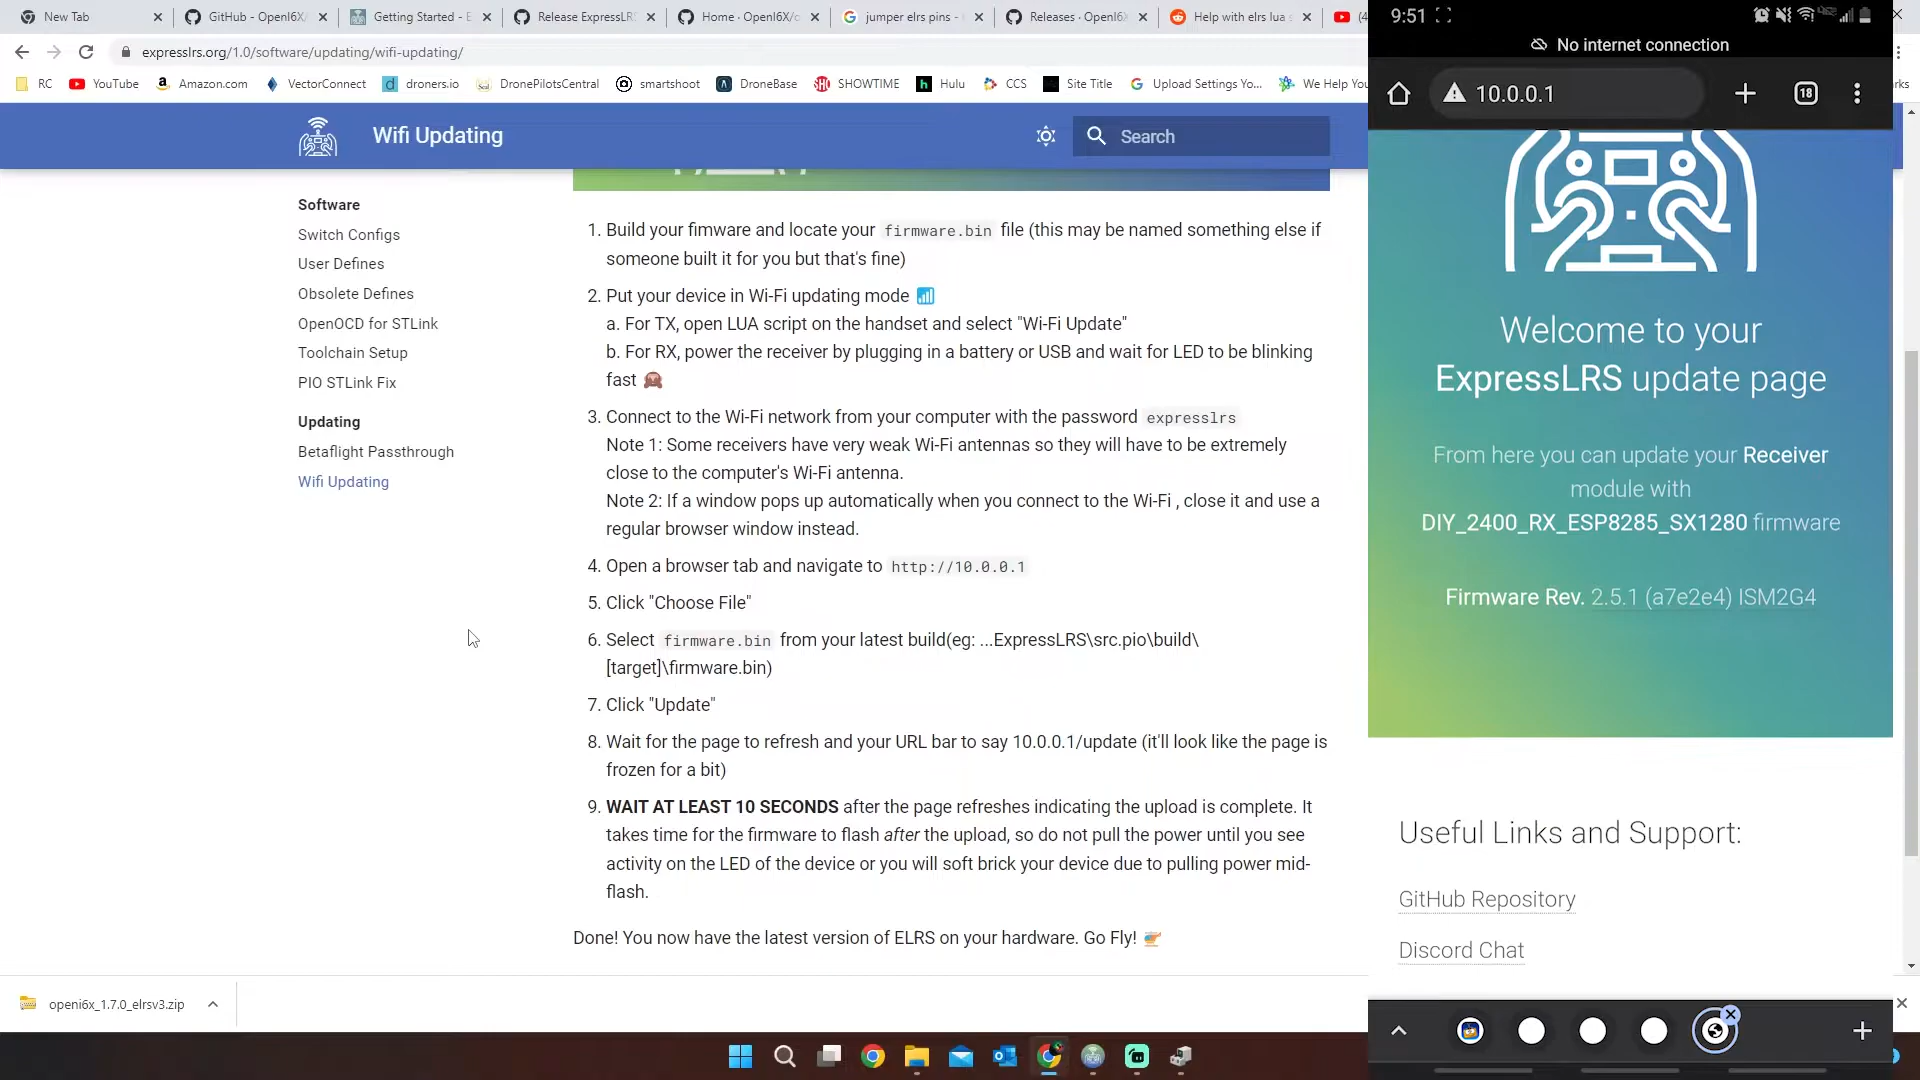 New Tab
GitHub - OpenI6X/
Getting Started - E
Release ExpressLRS
Home · OpenI6X/o
jumper elrs pins -
Releases · OpenI6X
Help with elrs lua s
expresslrs.org/1.0/software/updating/wifi-updating/
RC
YouTube
Amazon.com
VectorConnect
droners.io
DronePilotsCentral
smartshoot
DroneBase
SHOWTIME
Hulu
CCS
Site Title
Upload Settings Yo...
We Help You
Wifi Updating
Search
Software
Switch Configs
User Defines
Obsolete Defines
OpenOCD for STLink
Toolchain Setup
PIO STLink Fix
Updating
Betaflight Passthrough
Wifi Updating
1. Build your fimware and locate your firmware.bin file (this may be named something else if
someone built it for you but that's fine)
2. Put your device in Wi-Fi updating mode
a. For TX, open LUA script on the handset and select "Wi-Fi Update"
b. For RX, power the receiver by plugging in a battery or USB and wait for LED to be blinking
fast
3. Connect to the Wi-Fi network from your computer with the password expresslrs
Note 1: Some receivers have very weak Wi-Fi antennas so they will have to be extremely
close to the computer's Wi-Fi antenna.
Note 2: If a window pops up automatically when you connect to the Wi-Fi , close it and use a
regular browser window instead.
4. Open a browser tab and navigate to http://10.0.0.1
5. Click "Choose File"
6. Select firmware.bin from your latest build(eg: ...ExpressLRS\src.pio\build\
[target]\firmware.bin)
7. Click "Update"
8. Wait for the page to refresh and your URL bar to say 10.0.0.1/update (it'll look like the page is
frozen for a bit)
9. WAIT AT LEAST 10 SECONDS after the page refreshes indicating the upload is complete. It
takes time for the firmware to flash after the upload, so do not pull the power until you see
activity on the LED of the device or you will soft brick your device due to pulling power mid-
flash.
Done! You now have the latest version of ELRS on your hardware. Go Fly!
openi6x_1.7.0_elrsv3.zip
9:51
No internet connection
10.0.0.1
18
Welcome to your
ExpressLRS update page
From here you can update your Receiver
module with
DIY_2400_RX_ESP8285_SX1280 firmware
Firmware Rev. 2.5.1 (a7e2e4) ISM2G4
Useful Links and Support:
GitHub Repository
Discord Chat